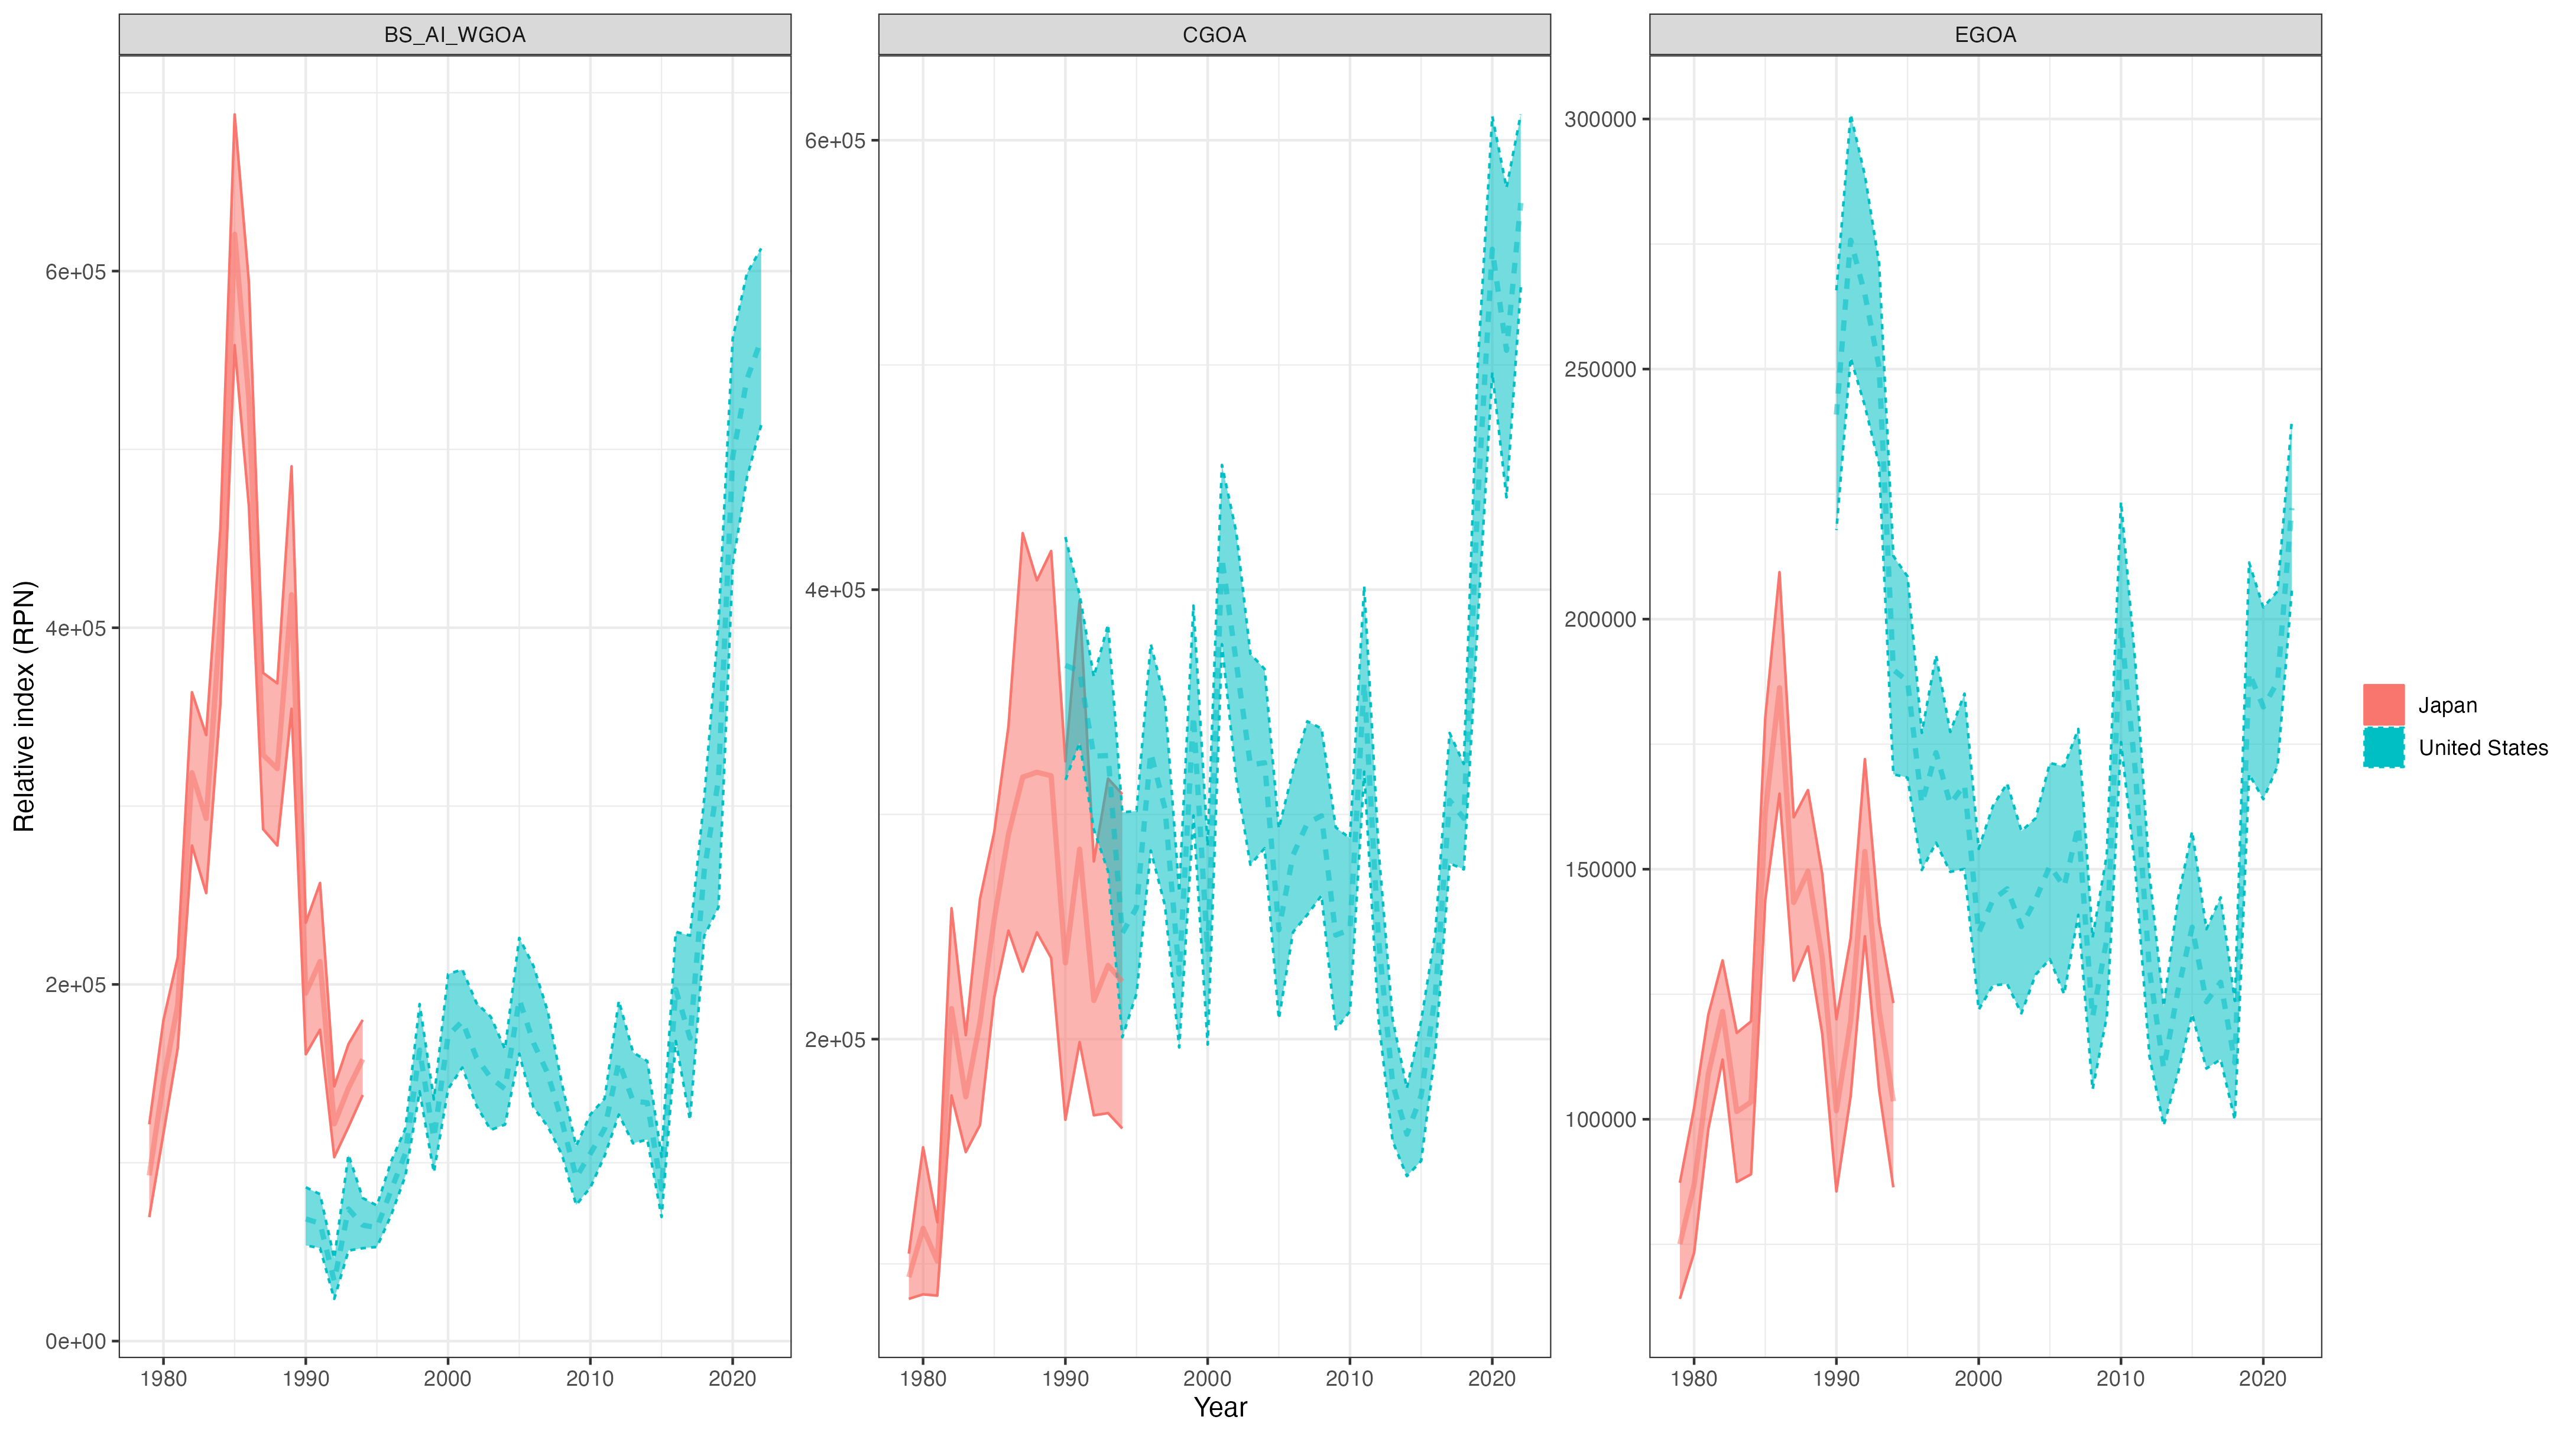 BS_AI_WGOA
CGOA
EGOA
Relative index (RPN)
6e+05
4e+05
2e+05
0e+00
6e+05
4e+05
2e+05
300000
250000
200000
150000
100000
1980 1990 2000 2010 2020
1980 1990 2000 2010 2020
1980 1990 2000 2010 2020
Year
Japan
United States